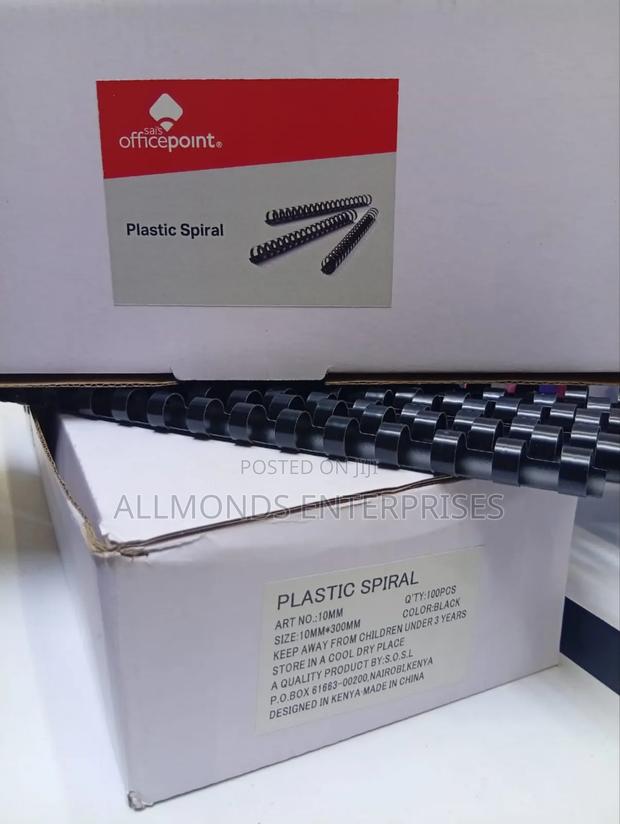 sai's
officepoint®
Plastic Spiral
POSTED ON JIJI
ALLMONDS ENTERPRISES
PLASTIC SPIRAL
ART NO.:10MM Q'TY:100PCS
SIZE:10MM*300MM COLOR:BLACK
KEEP AWAY FROM CHILDREN UNDER 3 YEARS
STORE IN A COOL DRY PLACE
A QUALITY PRODUCT BY:S.O.S.L
P.O.BOX 61683-00200,NAIROBI,KENYA
DESIGNED IN KENYA·MADE IN CHINA